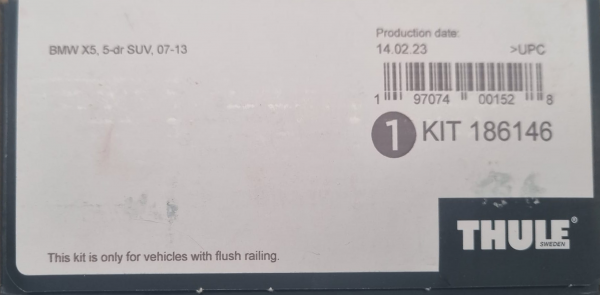 BMW X5, 5-dr SUV, 07-13
Production date:
14.02.23 >UPC
1 97074 00152 8
1 KIT 186146
THULE®
SWEDEN
This kit is only for vehicles with flush railing.